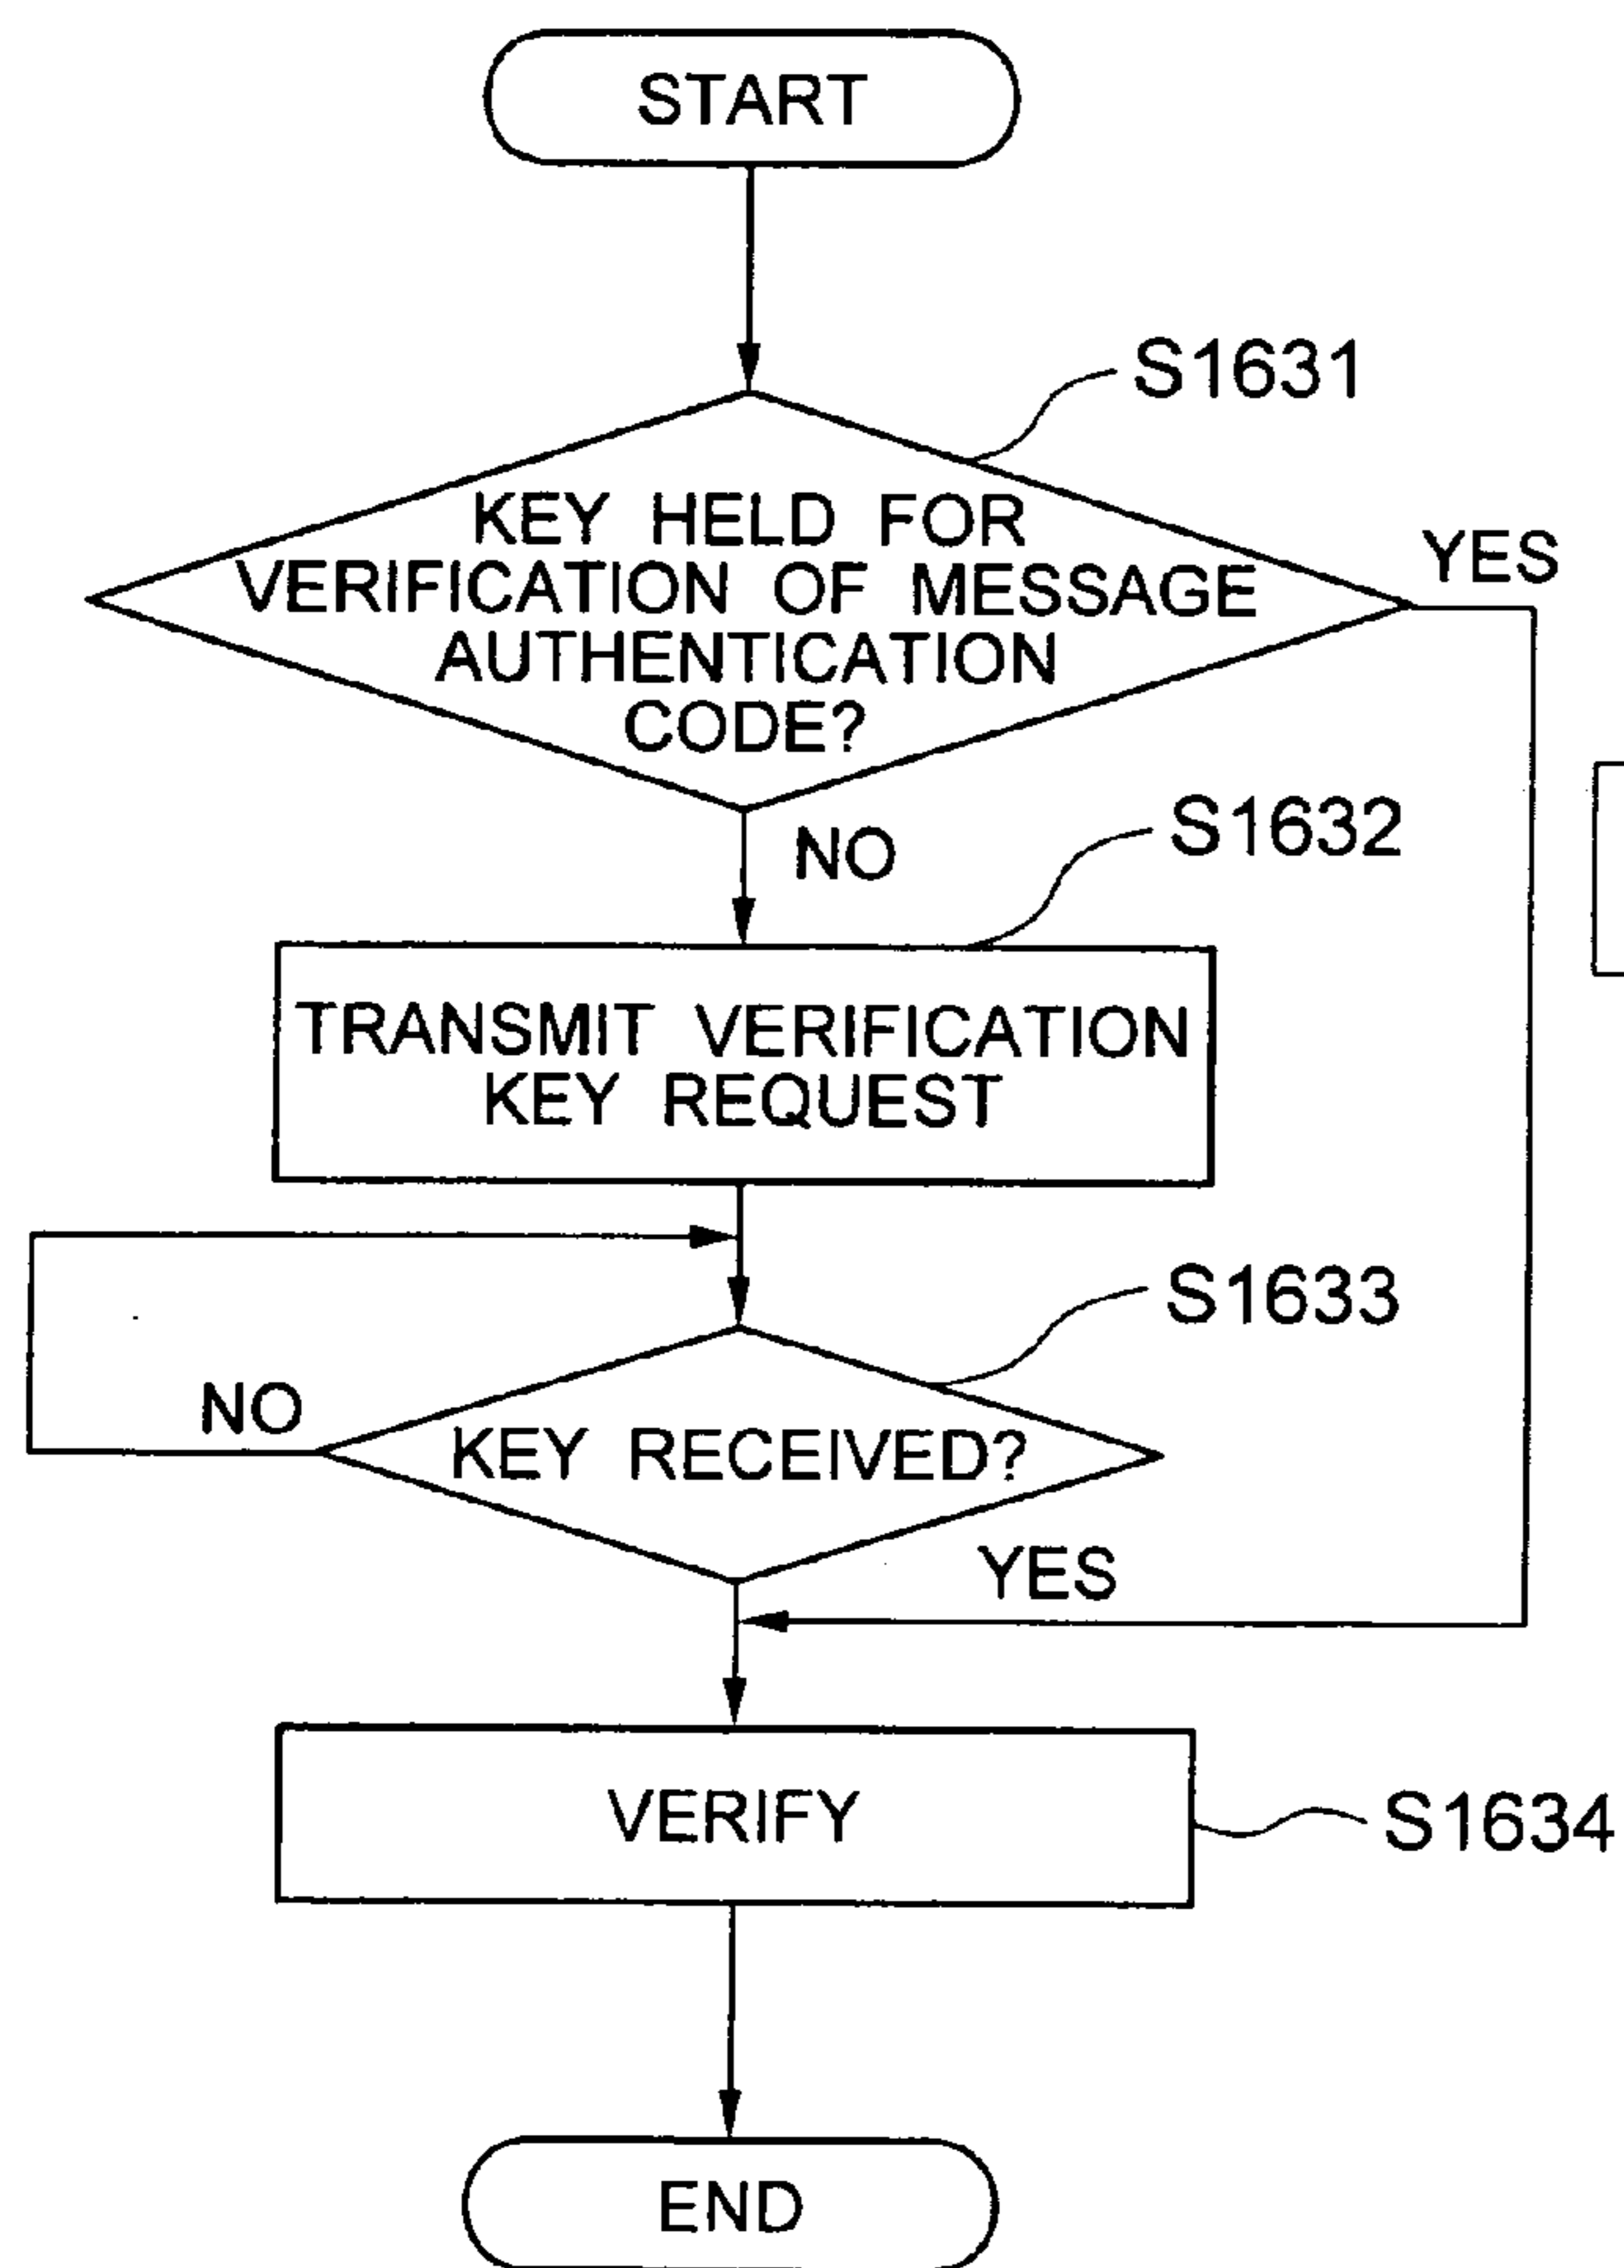 START
S1631
KEY HELD FOR
VERIFICATION OF MESSAGE
AUTHENTICATION
CODE?
YES
NO
S1632
TRANSMIT VERIFICATION
KEY REQUEST
S1633
NO
KEY RECEIVED?
YES
VERIFY
S1634
END